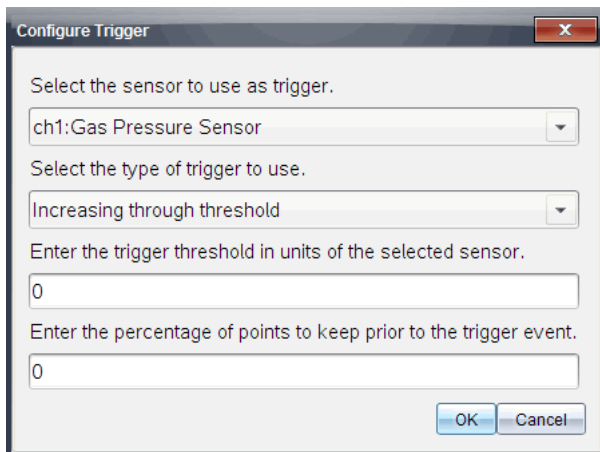 Configure Trigger
Select the sensor to use as trigger.
ch1:Gas Pressure Sensor
Select the type of trigger to use.
Increasing through threshold
Enter the trigger threshold in units of the selected sensor.
0
Enter the percentage of points to keep prior to the trigger event.
0
OK Cancel